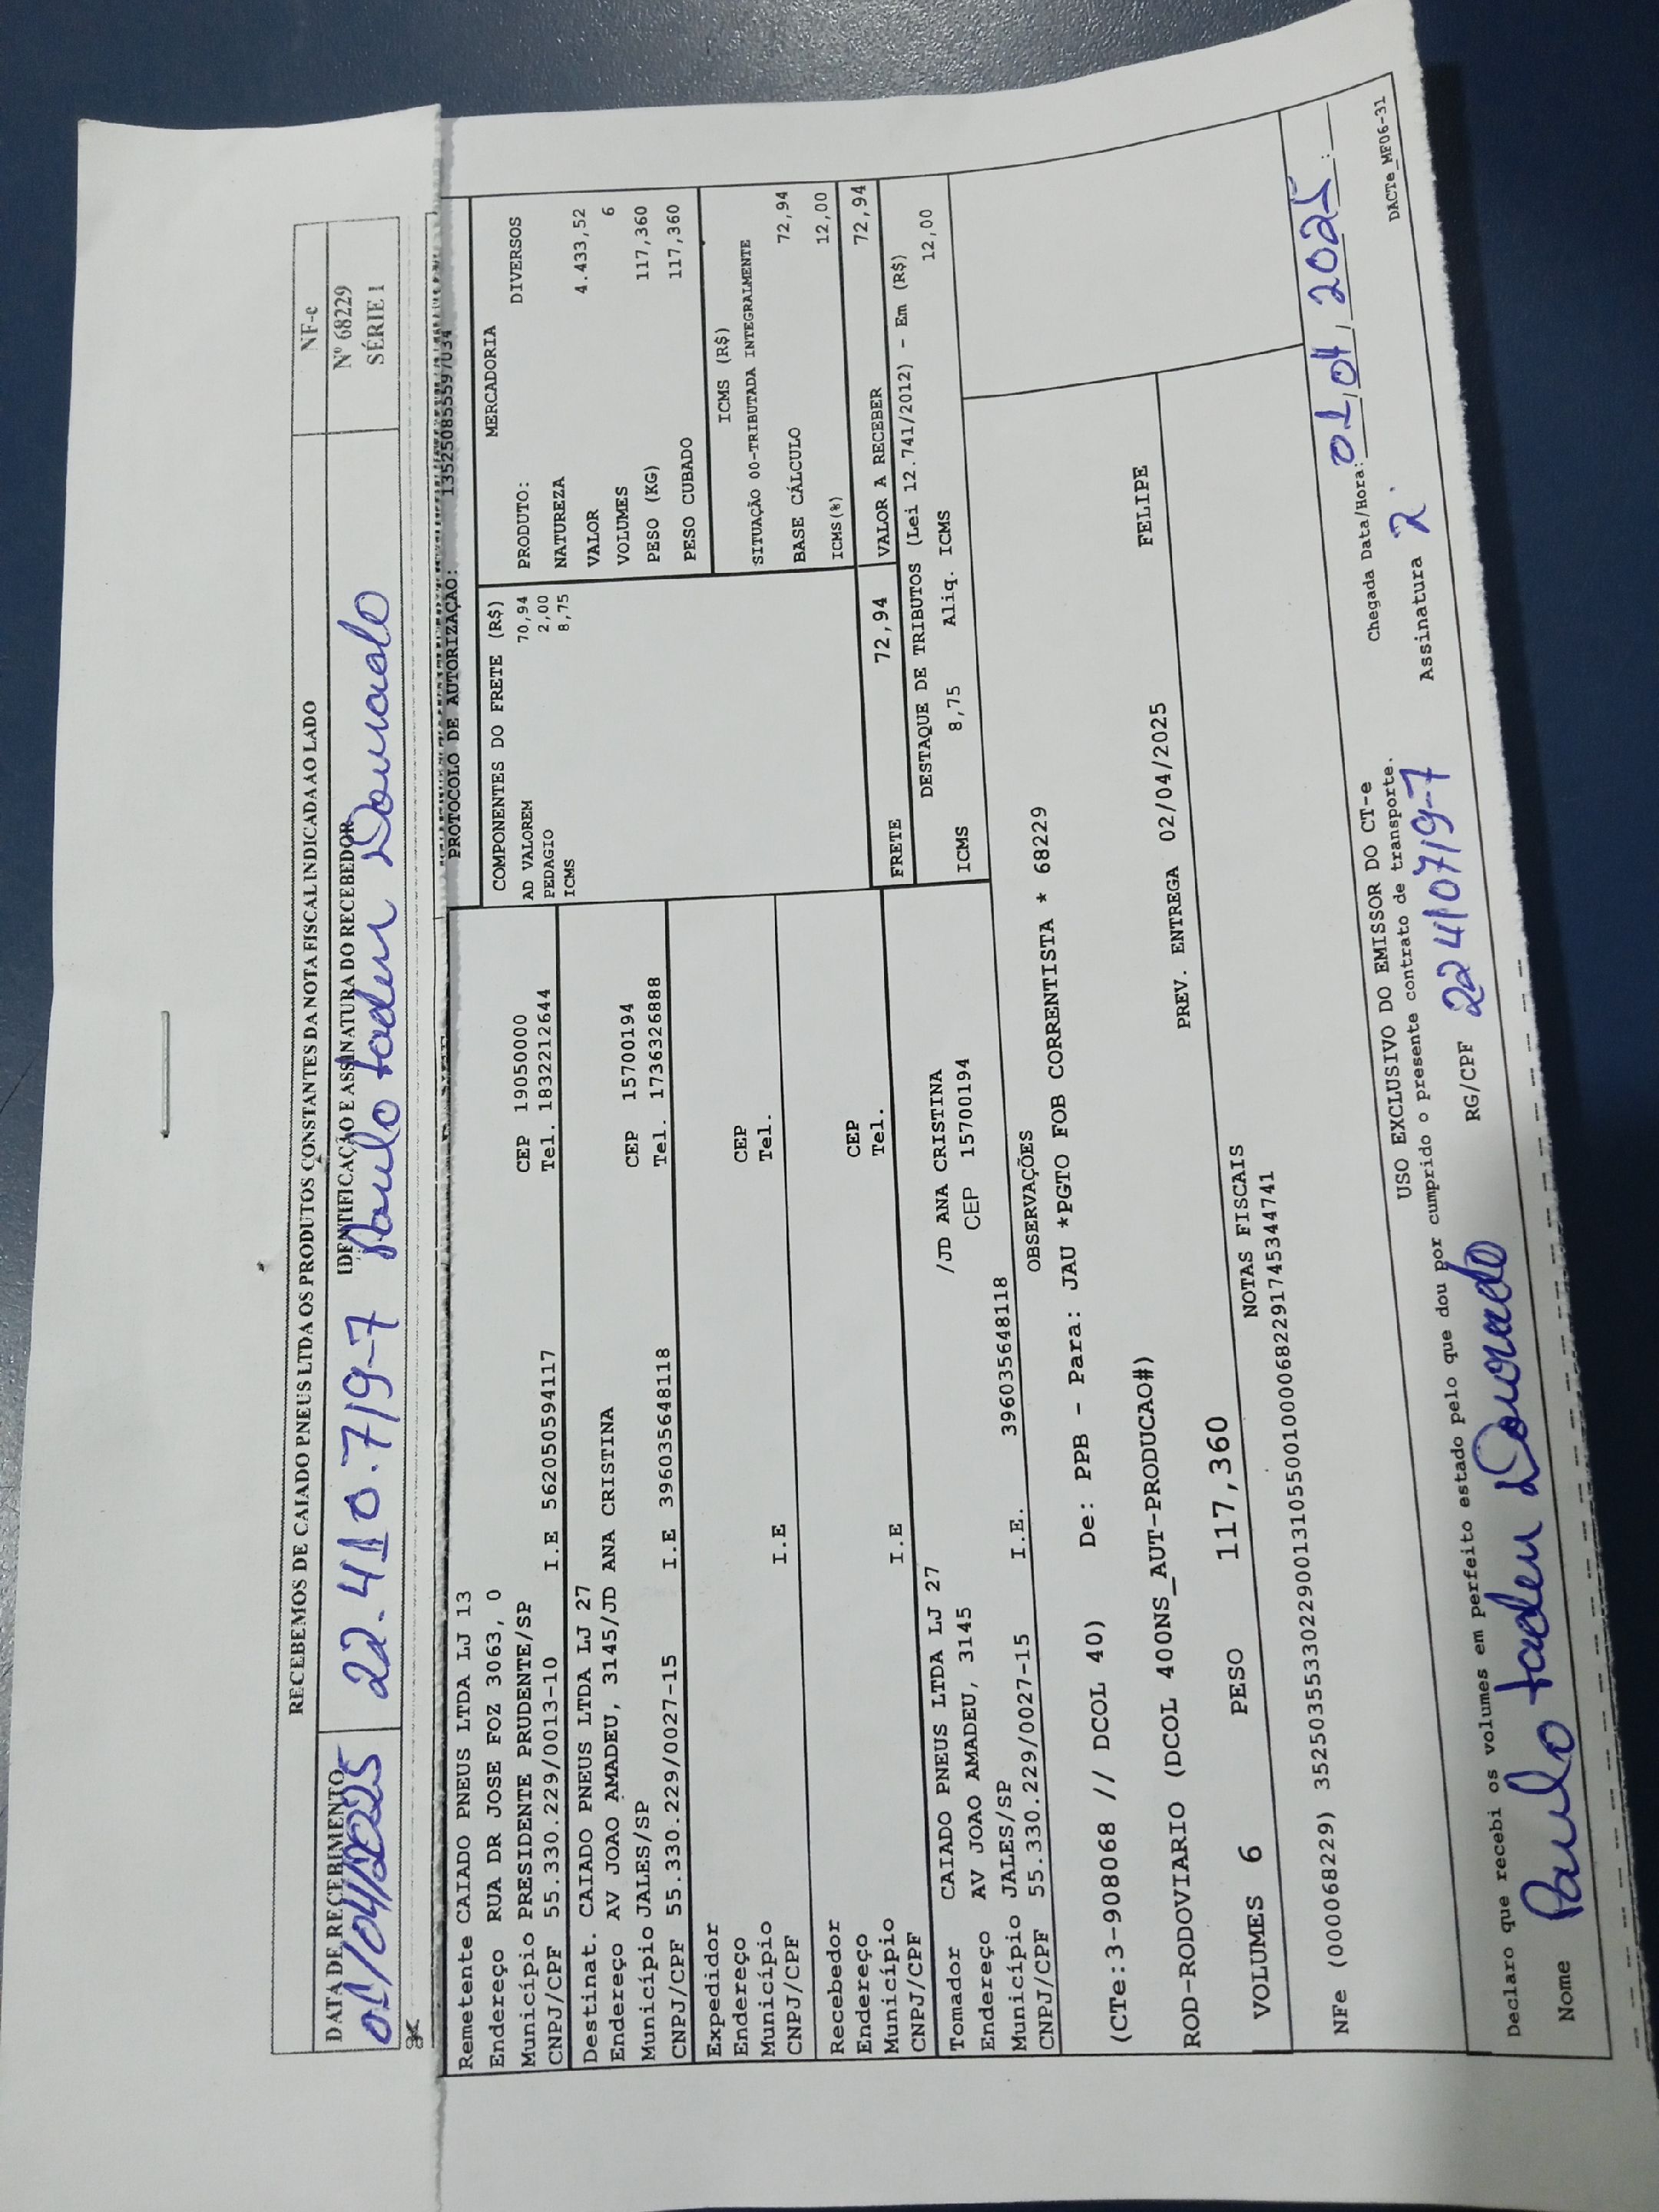 RECEBEMOS DE CAIADO PNEUS LTDA OS PRODUTOS CONSTANTES DA NOTA FISCAL INDICADA AO LADO
NF-e
DATA DE RECEBIMENTO
IDENTIFICAÇÃO E ASSINATURA DO RECEBEDOR
Nº 68229
SÉRIE 1
01/04/2025 22.410.719-7 Paulo tadeu Dourado
PROTOCOLO DE AUTORIZAÇÃO: 135250855597034
Remetente CAIADO PNEUS LTDA LJ 13
Endereço RUA DR JOSE FOZ 3063, 0 CEP 19050000
Município PRESIDENTE PRUDENTE/SP Tel. 1832212644
CNPJ/CPF 55.330.229/0013-10 I.E 562050594117
Destinat. CAIADO PNEUS LTDA LJ 27
Endereço AV JOAO AMADEU, 3145/JD ANA CRISTINA CEP 15700194
Município JALES/SP Tel. 1736326888
CNPJ/CPF 55.330.229/0027-15 I.E 396035648118
Expedidor
Endereço CEP
Município Tel.
CNPJ/CPF I.E
Recebedor
Endereço CEP
Município Tel.
CNPJ/CPF I.E
Tomador CAIADO PNEUS LTDA LJ 27
Endereço AV JOAO AMADEU, 3145 /JD ANA CRISTINA
Município JALES/SP CEP 15700194
CNPJ/CPF 55.330.229/0027-15 I.E. 396035648118
COMPONENTES DO FRETE (R$)
AD VALOREM 70,94
PEDAGIO 2,00
ICMS 8,75
MERCADORIA
PRODUTO: DIVERSOS
NATUREZA
VALOR 4.433,52
VOLUMES 6
PESO (KG) 117,360
PESO CUBADO 117,360
ICMS (R$)
SITUAÇÃO 00-TRIBUTADA INTEGRALMENTE
BASE CÁLCULO 72,94
ICMS(%) 12,00
FRETE 72,94 VALOR A RECEBER 72,94
DESTAQUE DE TRIBUTOS (Lei 12.741/2012) - Em (R$)
ICMS 8,75 Aliq. ICMS 12,00
OBSERVAÇÕES
(CTe:3-908068 // DCOL 40) De: PPB - Para: JAU *PGTO FOB CORRENTISTA * 68229
ROD-RODOVIARIO (DCOL 400NS_AUT-PRODUCAO#) PREV. ENTREGA 02/04/2025 FELIPE
VOLUMES 6 PESO 117,360
NOTAS FISCAIS
NFe (000068229) 35250355330229001310550010000682291745344741
USO EXCLUSIVO DO EMISSOR DO CT-e
Chegada Data/Hora: 01/04/2025 :
Declaro que recebi os volumes em perfeito estado pelo que dou por cumprido o presente contrato de transporte.
Nome Paulo tadeu Dourado RG/CPF 22410719-7 Assinatura
DACTe_MF06-31